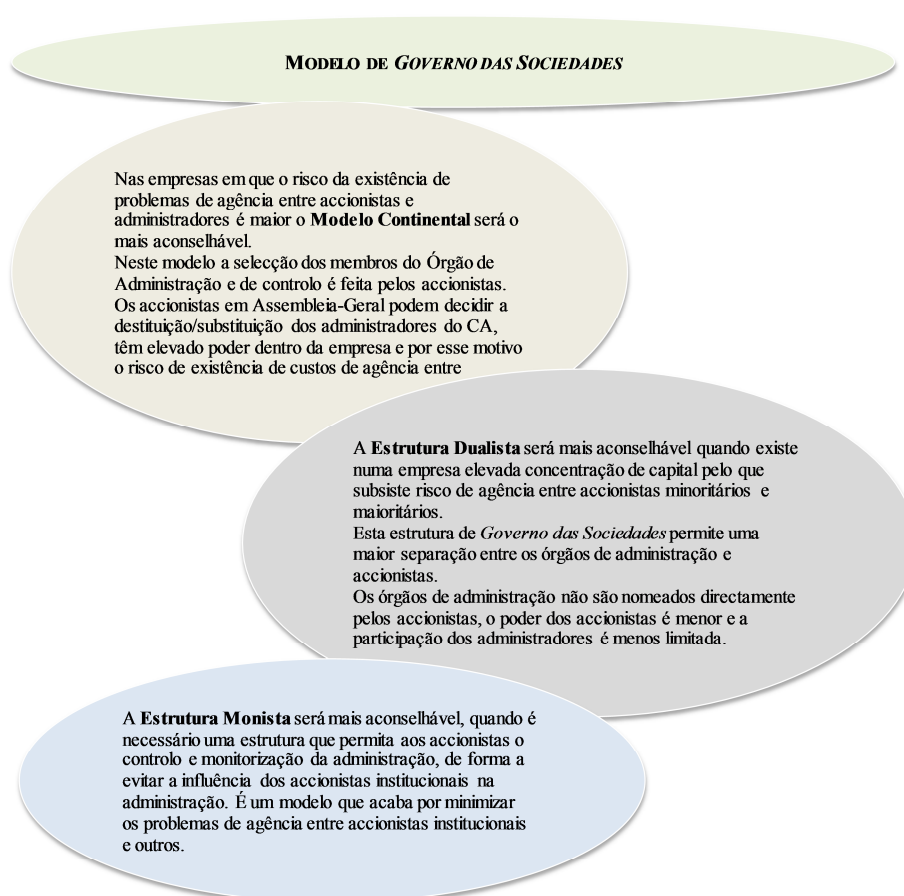 MODELO DE GOVERNO DAS SOCIEDADES
Nas empresas em que o risco da existência de
problemas de agência entre accionistas e
administradores é maior o Modelo Continental será o
mais aconselhável.
Neste modelo a selecção dos membros do Órgão de
Administração e de controlo é feita pelos accionistas.
Os accionistas em Assembleia-Geral podem decidir a
destituição/substituição dos administradores do CA,
têm elevado poder dentro da empresa e por esse motivo
o risco de existência de custos de agência entre
A Estrutura Dualista será mais aconselhável quando existe
numa empresa elevada concentração de capital pelo que
subsiste risco de agência entre accionistas minoritários e
maioritários.
Esta estrutura de Governo das Sociedades permite uma
maior separação entre os órgãos de administração e
accionistas.
Os órgãos de administração não são nomeados directamente
pelos accionistas, o poder dos accionistas é menor e a
participação dos administradores é menos limitada.
A Estrutura Monista será mais aconselhável, quando é
necessário uma estrutura que permita aos accionistas o
controlo e monitorização da administração, de forma a
evitar a influência dos accionistas institucionais na
administração. É um modelo que acaba por minimizar
os problemas de agência entre accionistas institucionais
e outros.